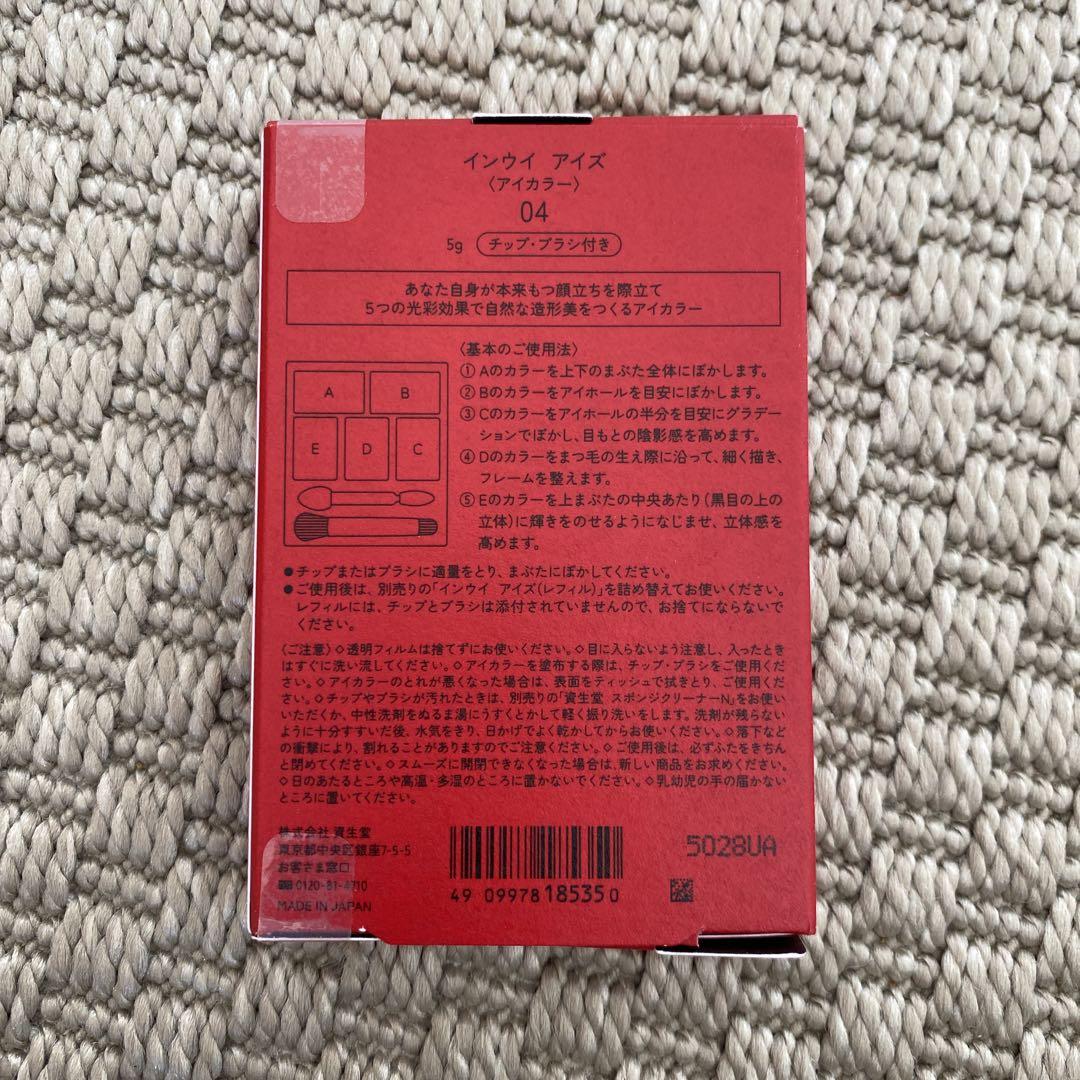 インウイ アイズ
〈アイカラー〉
04
5g チップ・ブラシ付き
あなた自身が本来もつ顔立ちを際立て
5つの光彩効果で自然な造形美をつくるアイカラー
A B
E D C
〈基本のご使用法〉
① Aのカラーを上下のまぶた全体にぼかします。
② Bのカラーをアイホールを目安にぼかします。
③ Cのカラーをアイホールの半分を目安にグラデー
ションでぼかし、目もとの陰影感を高めます。
④ Dのカラーをまつ毛の生え際に沿って、細く描き、
フレームを整えます。
⑤ Eのカラーを上まぶたの中央あたり(黒目の上の
立体)に輝きをのせるようになじませ、立体感を
高めます。
●チップまたはブラシに適量をとり、まぶたにぼかしてください。
●ご使用後は、別売りの「インウイ アイズ(レフィル)」を詰め替えてお使いください。
レフィルには、チップとブラシは添付されていませんので、お捨てにならないで
ください。
〈ご注意〉◇透明フィルムは捨てずにお使いください。◇目に入らないよう注意し、入ったとき
はすぐに洗い流してください。◇アイカラーを塗布する際は、チップ・ブラシをご使用くだ
さい。◇アイカラーのとれが悪くなった場合は、表面をティッシュで拭きとり、ご使用くだ
さい。◇チップやブラシが汚れたときは、別売りの「資生堂 スポンジクリーナーN」をお使い
いただくか、中性洗剤をぬるま湯にうすくとかして軽く振り洗いをします。洗剤が残らない
ように十分すすいだ後、水気をきり、日かげでよく乾かしてからお使いください。◇落下など
の衝撃により、割れることがありますのでご注意ください。◇ご使用後は、必ずふたをきちん
と閉めてください。◇スムーズに開閉できなくなった場合は、新しい商品をお求めください。
◇日のあたるところや高温・多湿のところに置かないでください。◇乳幼児の手の届かない
ところに置いてください。
株式会社 資生堂
東京都中央区銀座7-5-5
お客さま窓口
0120-81-4710
MADE IN JAPAN
4909978185350
5028UA